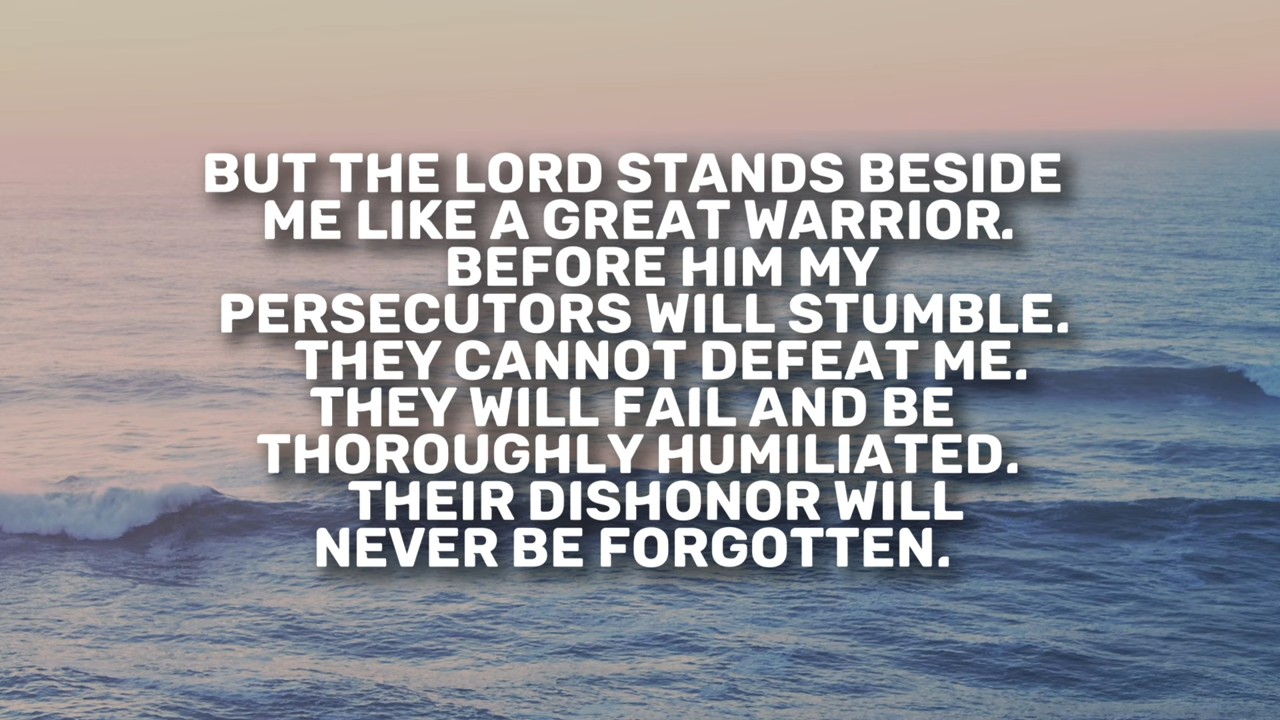 BUT THE LORD STANDS BESIDE
ME LIKE A GREAT WARRIOR.
BEFORE HIM MY
PERSECUTORS WILL STUMBLE.
THEY CANNOT DEFEAT ME.
THEY WILL FAIL AND BE
THOROUGHLY HUMILIATED.
THEIR DISHONOR WILL
NEVER BE FORGOTTEN.